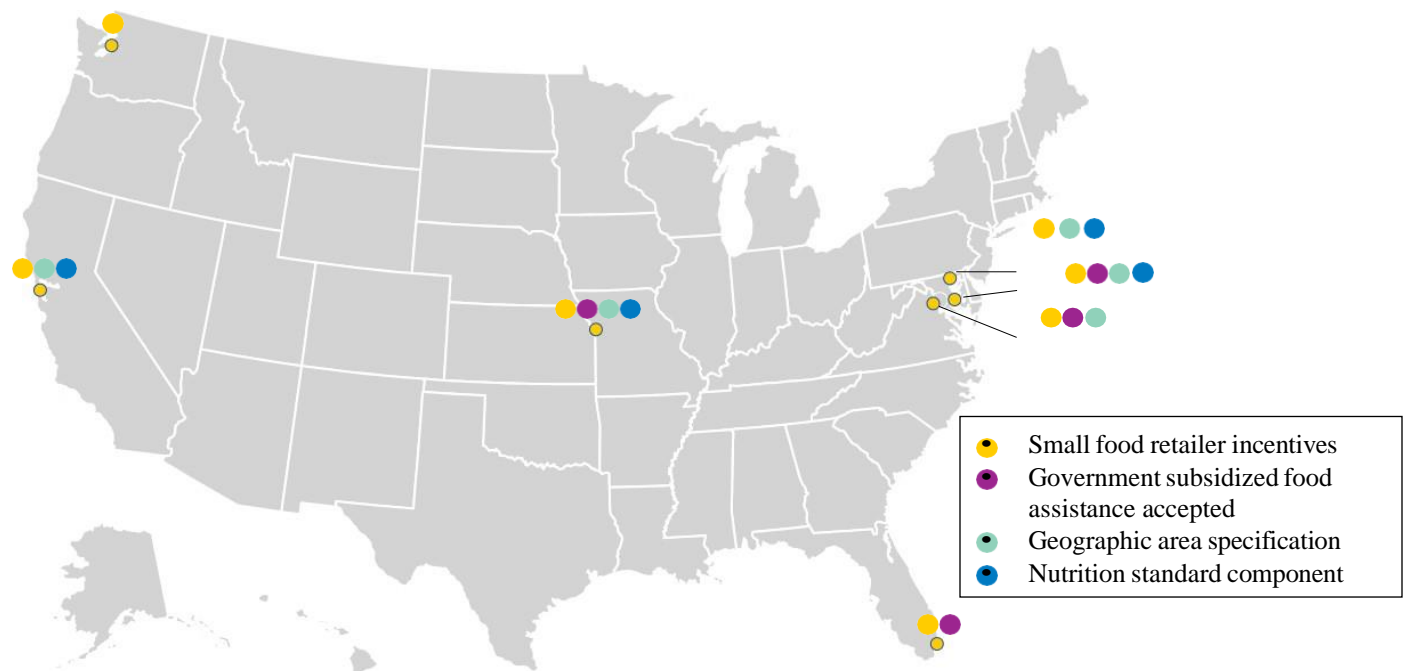 Small food retailer incentives
Government subsidized food
assistance accepted
Geographic area specification
Nutrition standard component